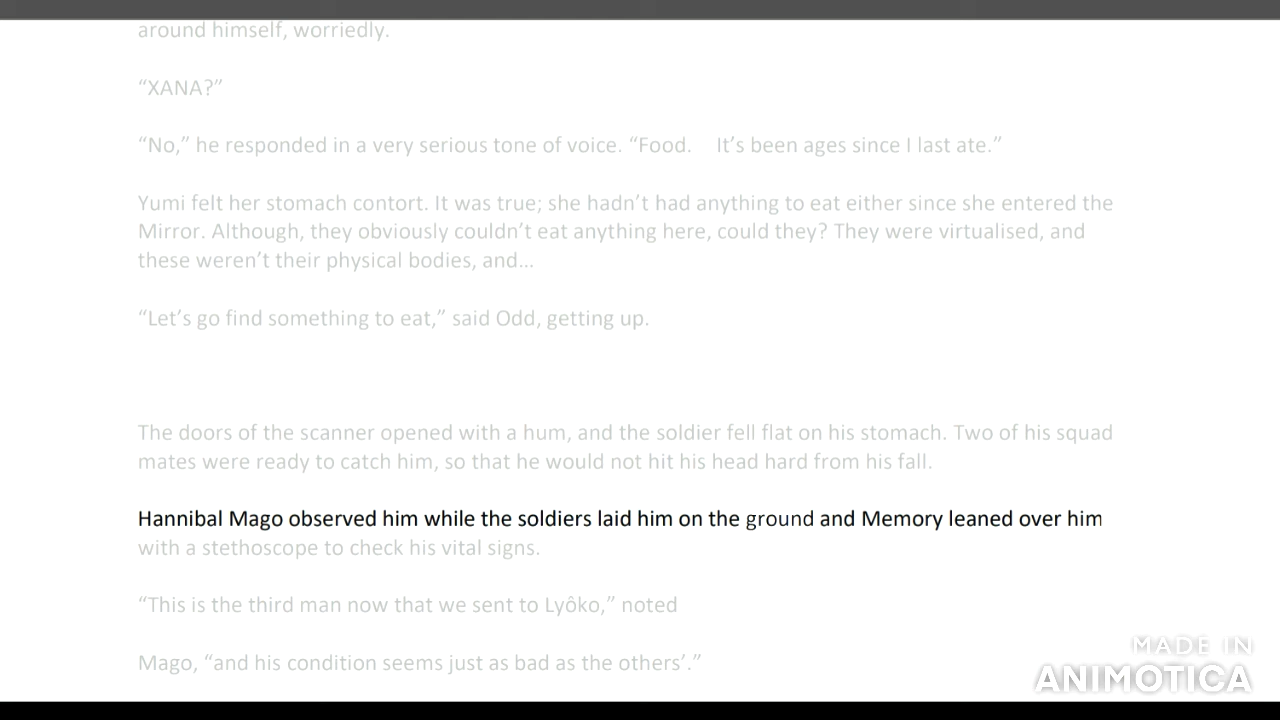 around himself, worriedly.
“XANA?”
“No,” he responded in a very serious tone of voice. “Food. It’s been ages since I last ate.”
Yumi felt her stomach contort. It was true; she hadn’t had anything to eat either since she entered the
Mirror. Although, they obviously couldn’t eat anything here, could they? They were virtualised, and
these weren’t their physical bodies, and…
“Let’s go find something to eat,” said Odd, getting up.
The doors of the scanner opened with a hum, and the soldier fell flat on his stomach. Two of his squad
mates were ready to catch him, so that he would not hit his head hard from his fall.
Hannibal Mago observed him while the soldiers laid him on the ground and Memory leaned over him
with a stethoscope to check his vital signs.
“This is the third man now that we sent to Lyôko,” noted
Mago, “and his condition seems just as bad as the others’.”
MADE IN
ANIMOTICA